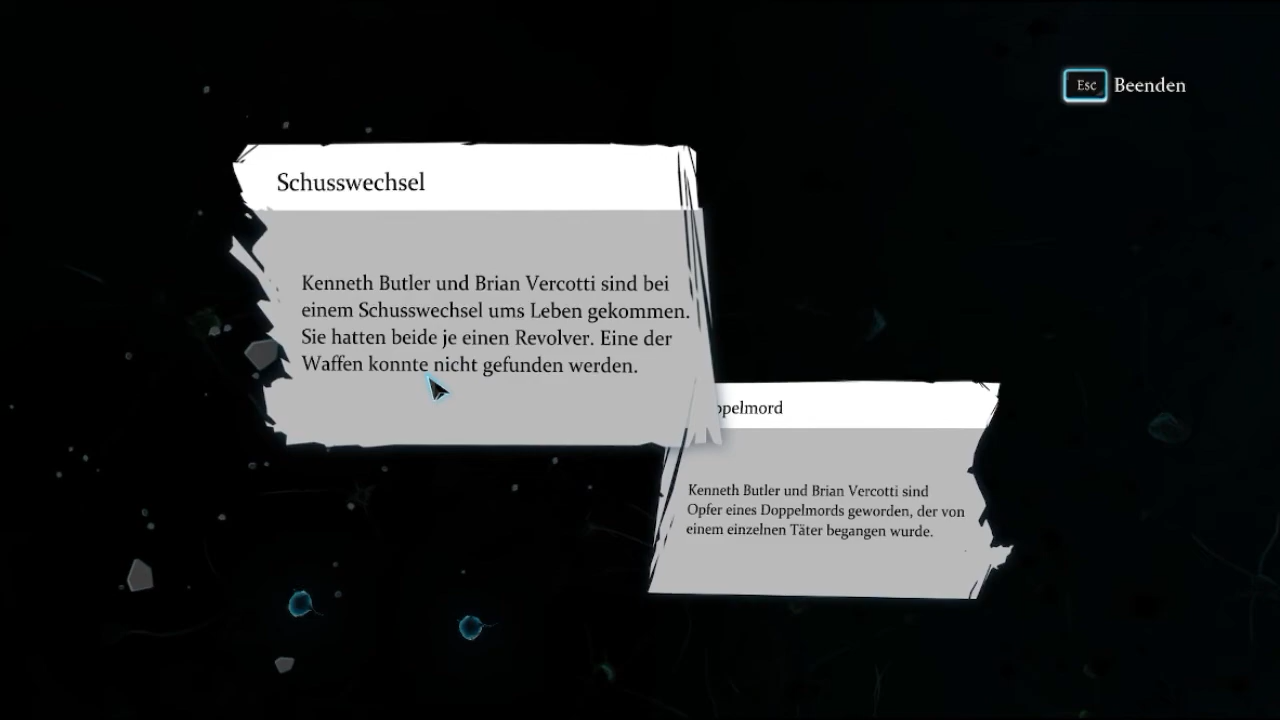 Esc Beenden
Schusswechsel
Kenneth Butler und Brian Vercotti sind bei
einem Schusswechsel ums Leben gekommen.
Sie hatten beide je einen Revolver. Eine der
Waffen konnte nicht gefunden werden.
ppelmord
Kenneth Butler und Brian Vercotti sind
Opfer eines Doppelmords geworden, der von
einem einzelnen Täter begangen wurde.